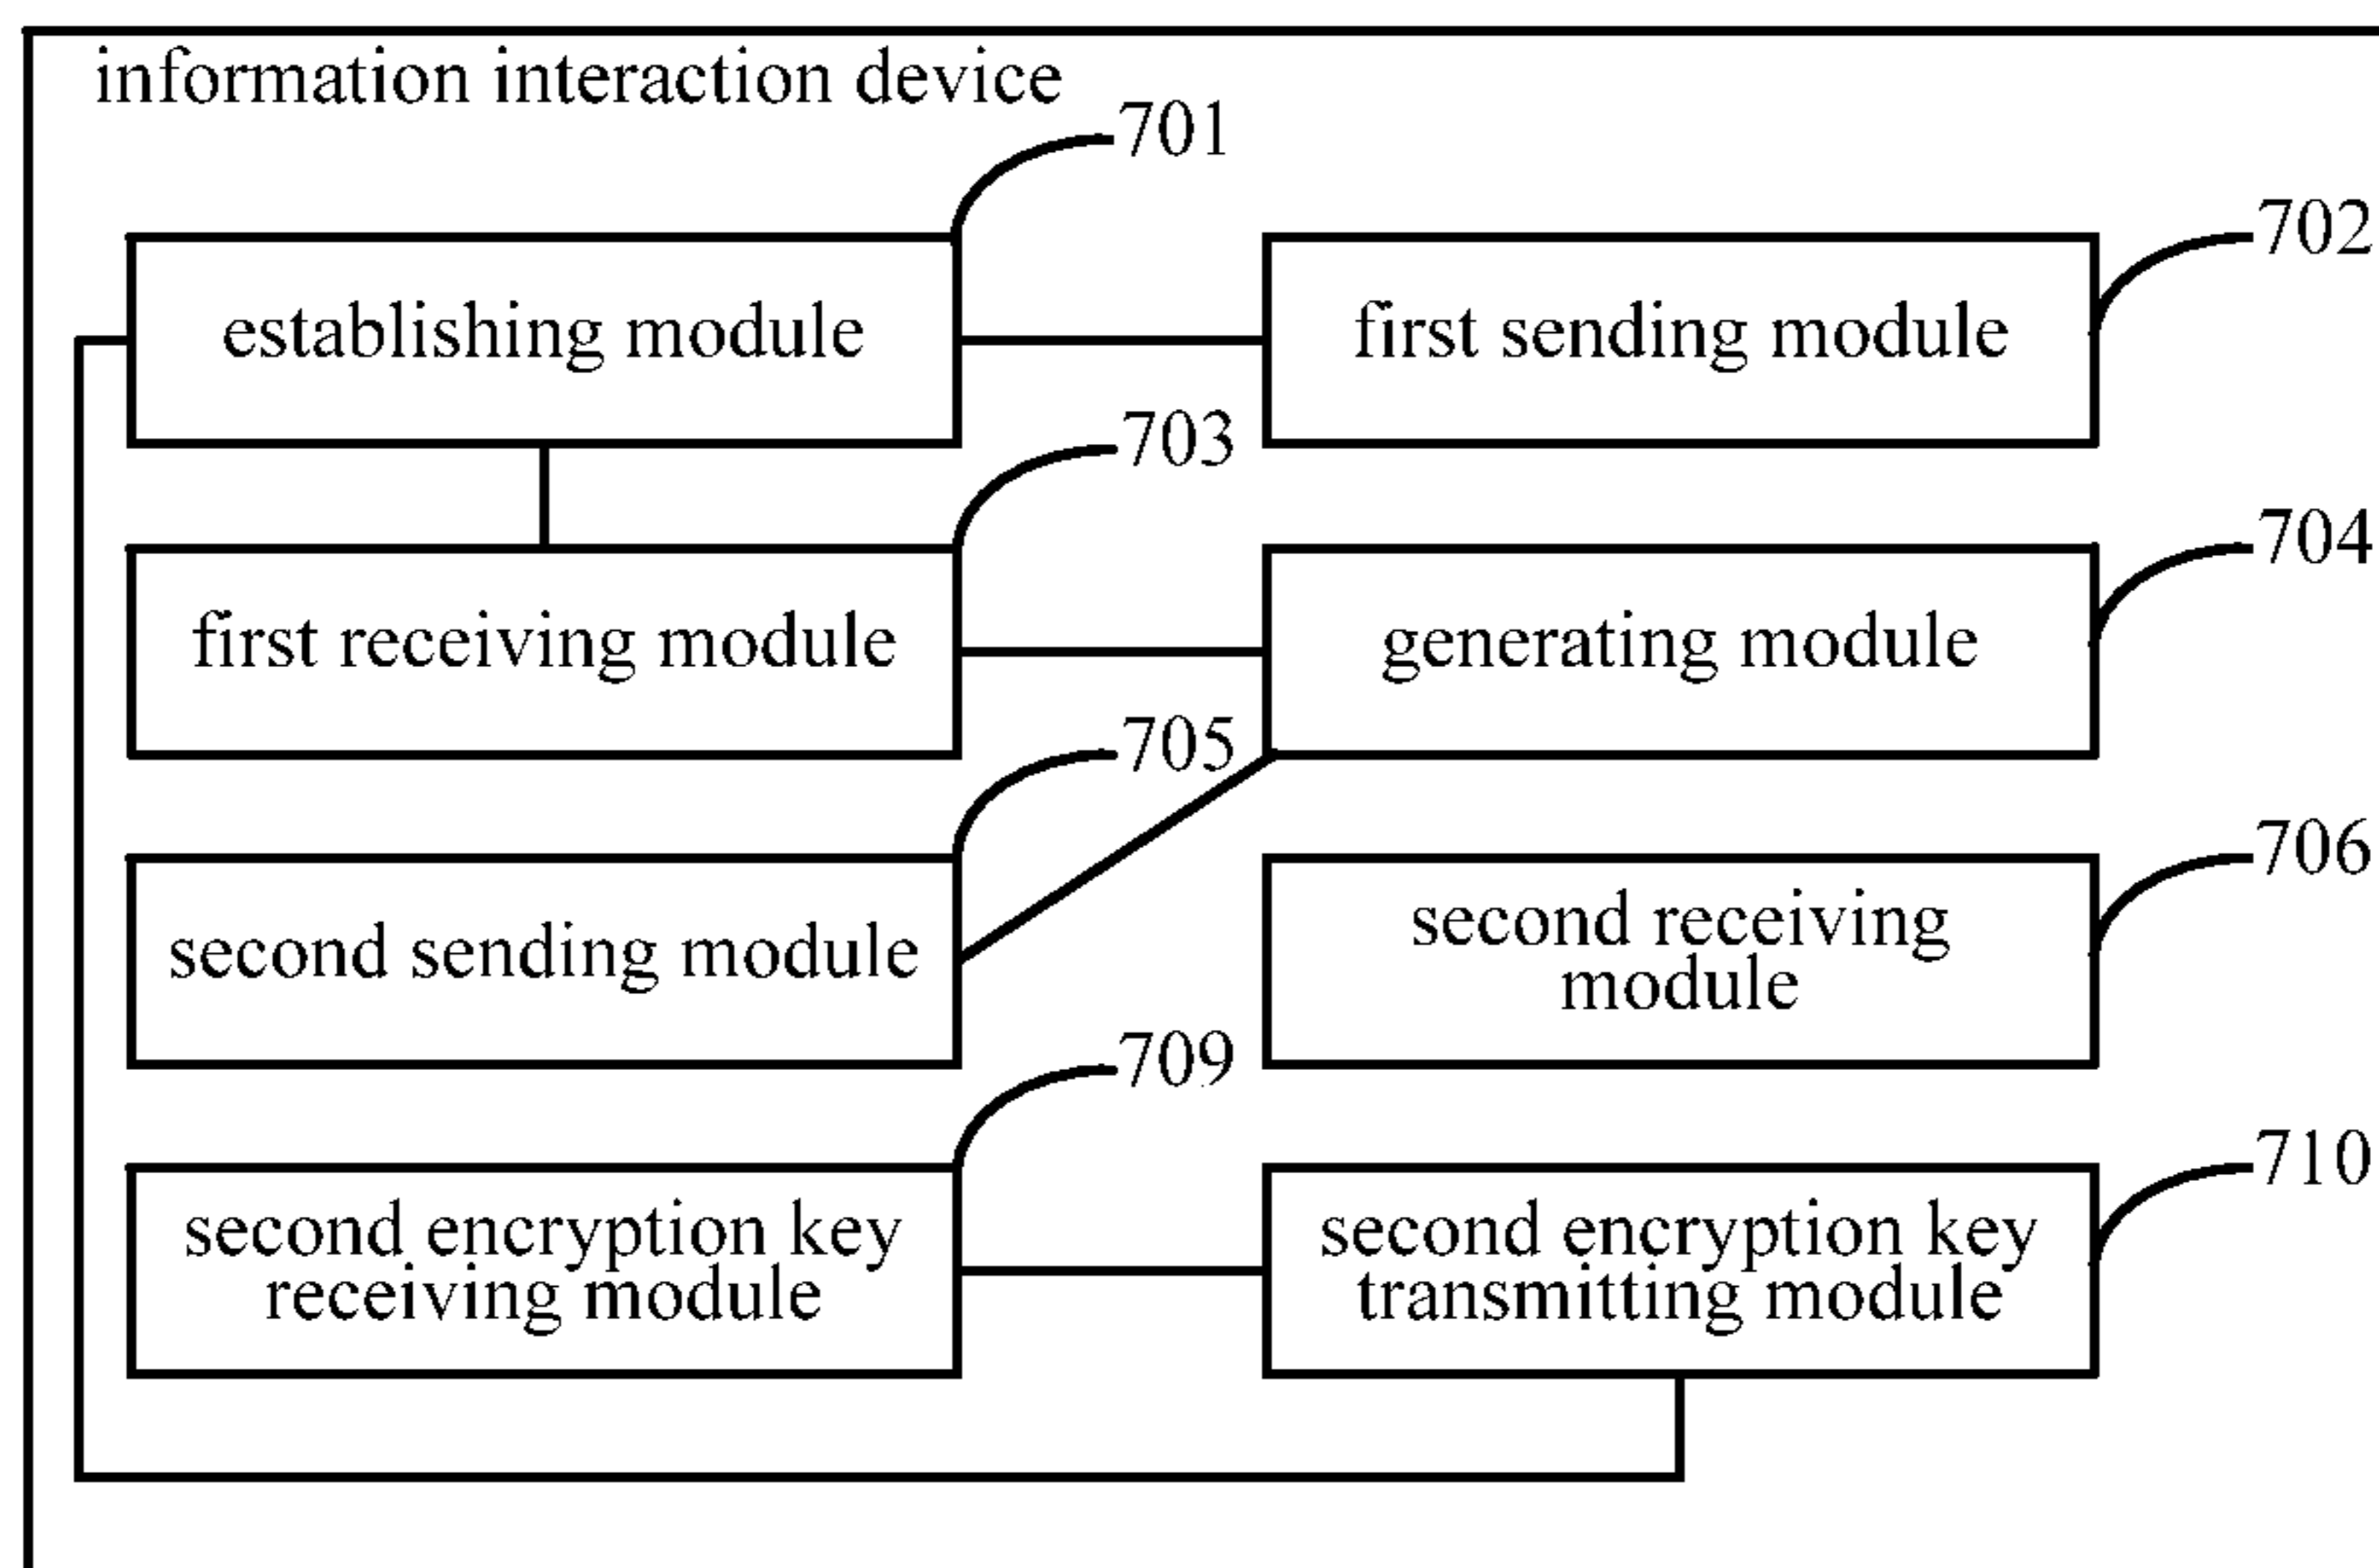 information interaction device
701
702
establishing module
first sending module
703
704
first receiving module
generating module
705
706
second sending module
second receiving
module
709
710
second encryption key
receiving module
second encryption key
transmitting module